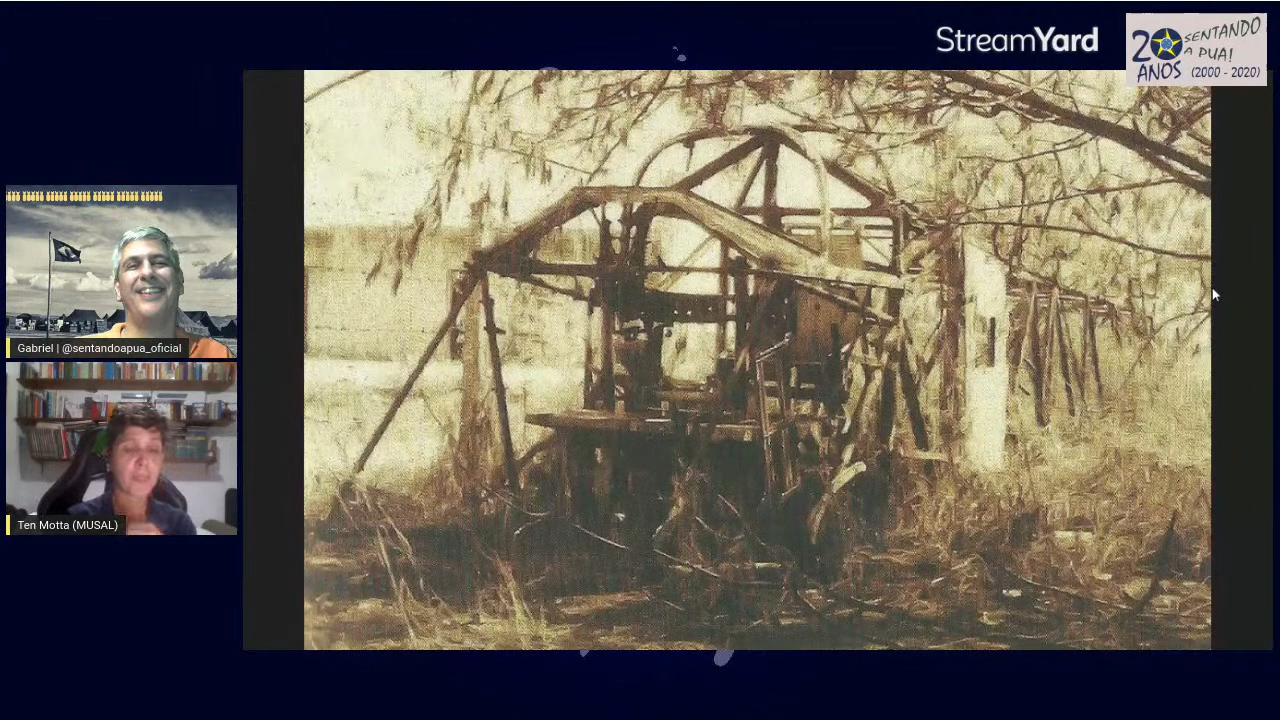 StreamYard
20 ANOS
SENTANDO
A PUA!
(2000 - 2020)
Gabriel | @sentandoapua_oficial
Ten Motta (MUSAL)